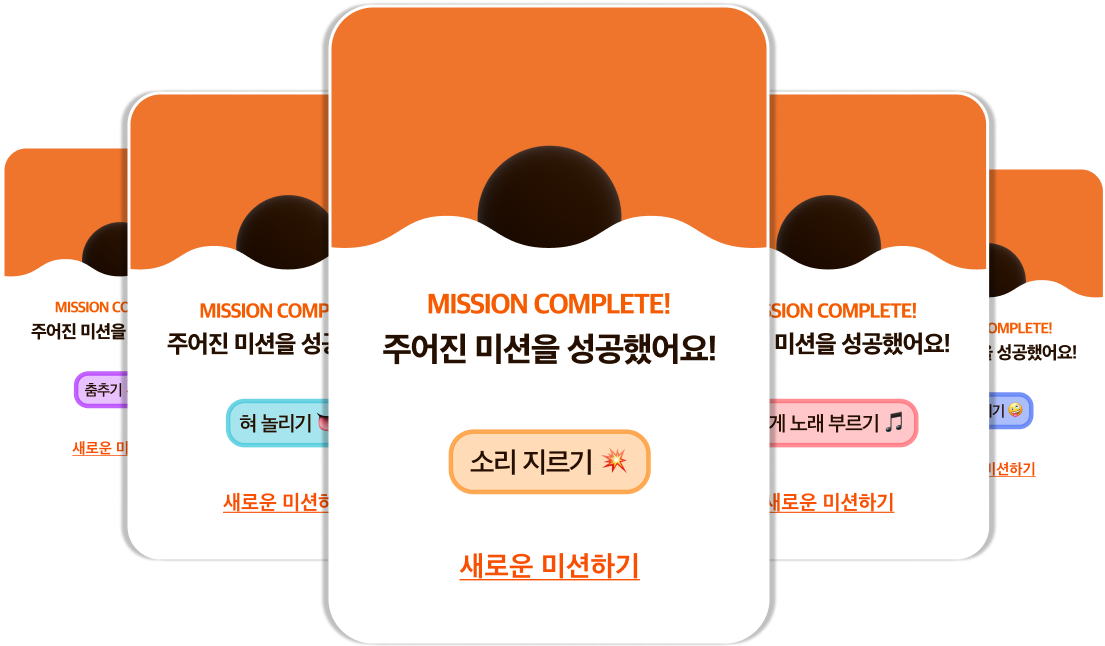 MISSION CO
주어진 미션을
춤추기
새로운 미
MISSION COMP
주어진 미션을 성공
혀 놀리기 👅
새로운 미션하
MISSION COMPLETE!
주어진 미션을 성공했어요!
소리 지르기 💥
새로운 미션하기
SSION COMPLETE!
미션을 성공했어요!
게 노래 부르기 🎵
새로운 미션하기
OMPLETE!
을 성공했어요!
기 🤪
미션하기